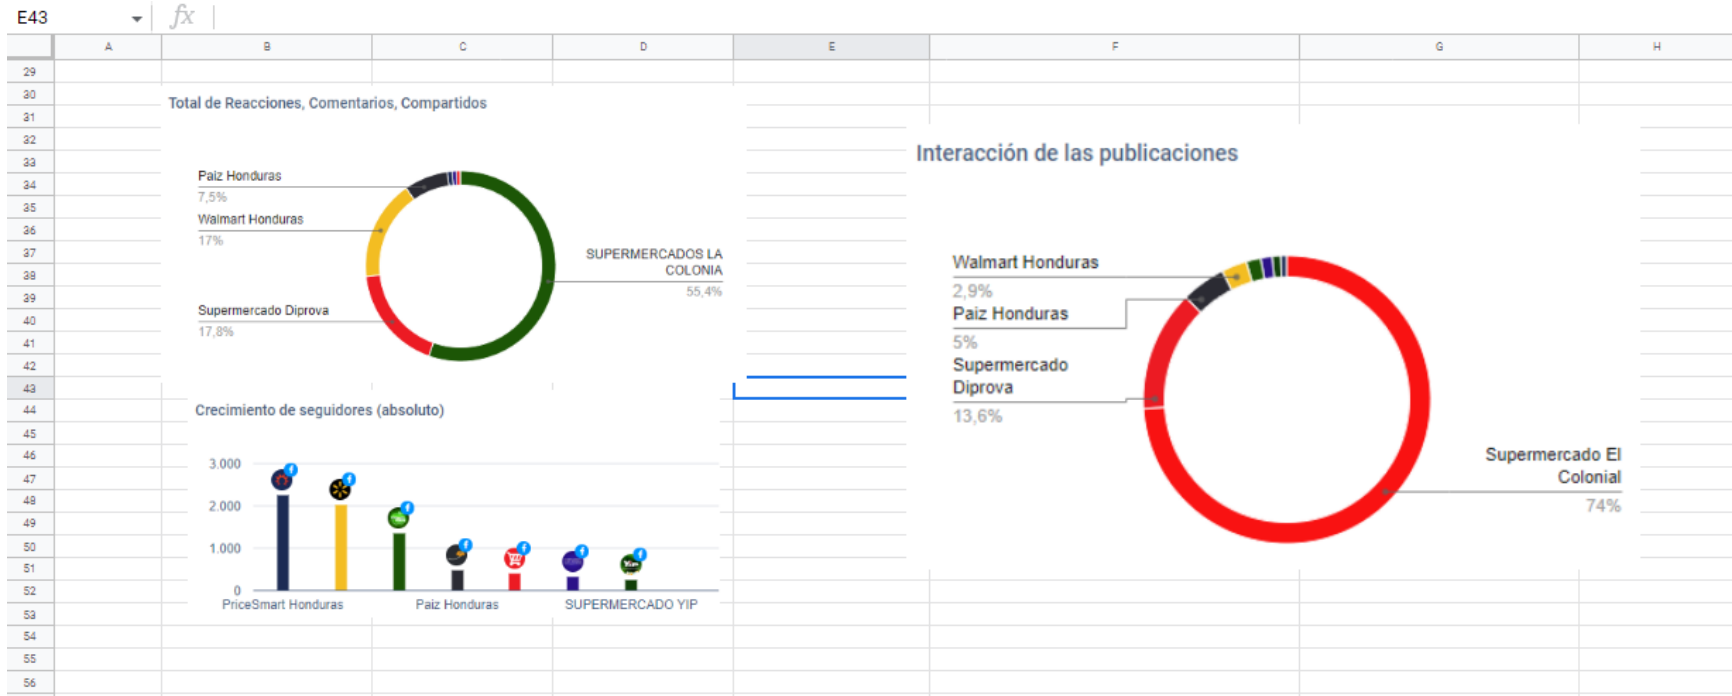 E43
fx
A B C D E F G H
29
30
31
32
33
34
35
36
37
38
39
40
41
42
43
44
45
46
47
48
49
50
51
52
53
54
55
56
Total de Reacciones, Comentarios, Compartidos
Paiz Honduras
7,5%
Walmart Honduras
17%
Supermercado Diprova
17,8%
SUPERMERCADOS LA
COLONIA
55,4%
Crecimiento de seguidores (absoluto)
3.000
2.000
1.000
0
PriceSmart Honduras Paiz Honduras SUPERMERCADO YIP
Interacción de las publicaciones
Walmart Honduras
2,9%
Paiz Honduras
5%
Supermercado
Diprova
13,6%
Supermercado El
Colonial
74%